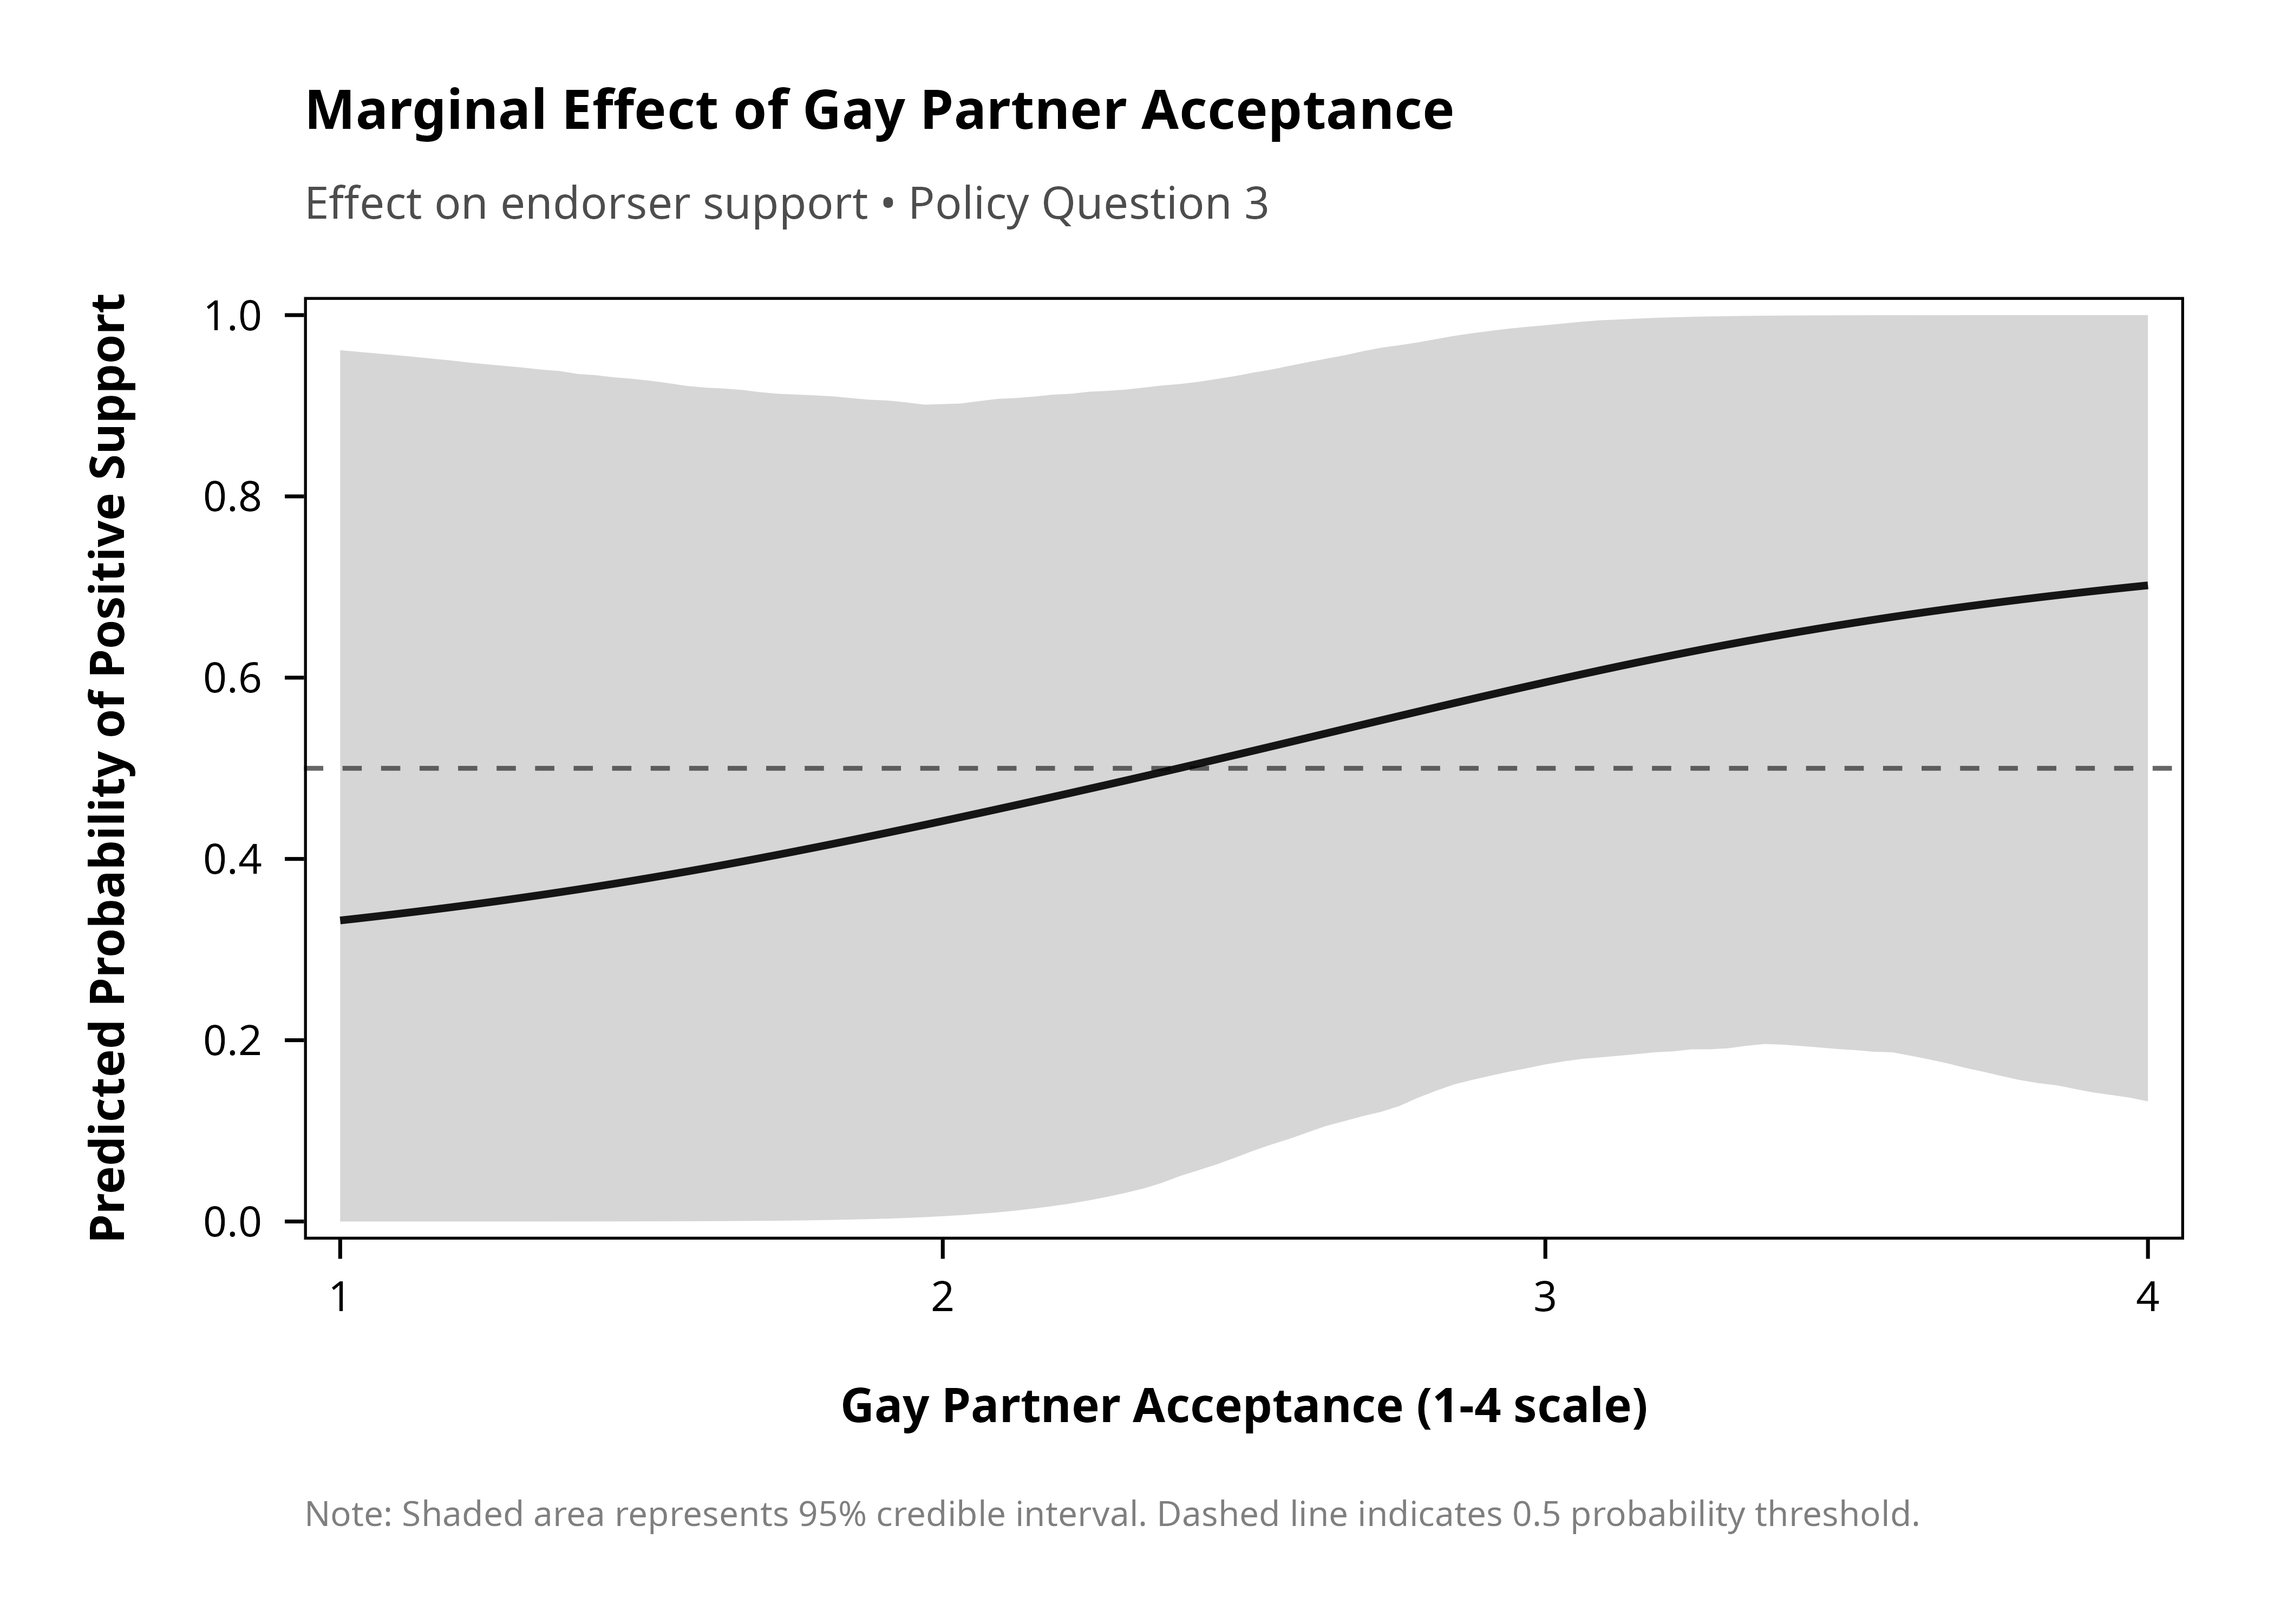 Marginal Effect of Gay Partner Acceptance
Effect on endorser support • Policy Question 3
Predicted Probability of Positive Support
1.0
0.8
0.6
0.4
0.2
0.0
1
2
3
4
Gay Partner Acceptance (1-4 scale)
Note: Shaded area represents 95% credible interval. Dashed line indicates 0.5 probability threshold.